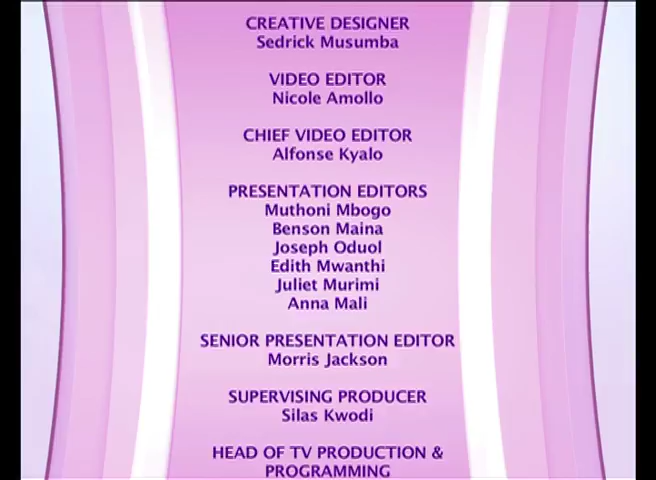 CREATIVE DESIGNER
Sedrick Musumba
VIDEO EDITOR
Nicole Amollo
CHIEF VIDEO EDITOR
Alfonse Kyalo
PRESENTATION EDITORS
Muthoni Mbogo
Benson Maina
Joseph Oduol
Edith Mwanthi
Juliet Murimi
Anna Mali
SENIOR PRESENTATION EDITOR
Morris Jackson
SUPERVISING PRODUCER
Silas Kwodi
HEAD OF TV PRODUCTION &
PROGRAMMING